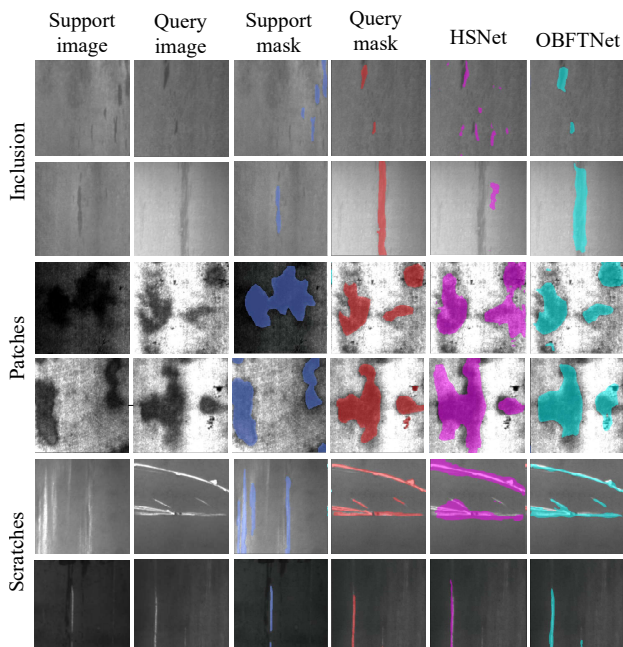 Support image
Query image
Support mask
Query mask
HSNet
OBFTNet
Inclusion
Patches
Scratches